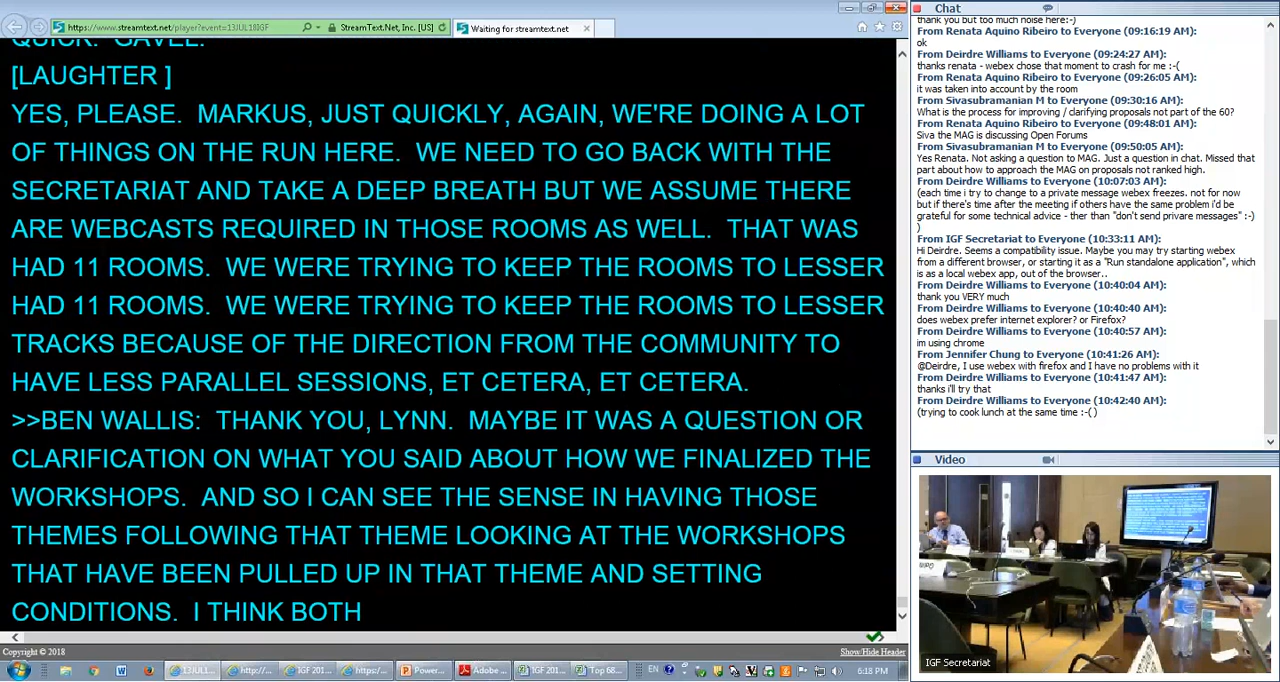 https://www.streamtext.net/player?event=13JUL18IGF
StreamText.Net, Inc. [US]
Waiting for streamtext.net
QUICK. GAVEL.
[LAUGHTER ]
YES, PLEASE. MARKUS, JUST QUICKLY, AGAIN, WE'RE DOING A LOT
OF THINGS ON THE RUN HERE. WE NEED TO GO BACK WITH THE
SECRETARIAT AND TAKE A DEEP BREATH BUT WE ASSUME THERE
ARE WEBCASTS REQUIRED IN THOSE ROOMS AS WELL. THAT WAS
HAD 11 ROOMS. WE WERE TRYING TO KEEP THE ROOMS TO LESSER
HAD 11 ROOMS. WE WERE TRYING TO KEEP THE ROOMS TO LESSER
TRACKS BECAUSE OF THE DIRECTION FROM THE COMMUNITY TO
HAVE LESS PARALLEL SESSIONS, ET CETERA, ET CETERA.
>>BEN WALLIS: THANK YOU, LYNN. MAYBE IT WAS A QUESTION OR
CLARIFICATION ON WHAT YOU SAID ABOUT HOW WE FINALIZED THE
WORKSHOPS. AND SO I CAN SEE THE SENSE IN HAVING THOSE
THEMES FOLLOWING THAT THEME LOOKING AT THE WORKSHOPS
THAT HAVE BEEN PULLED UP IN THAT THEME AND SETTING
CONDITIONS. I THINK BOTH
Copyright © 2018
Show/Hide Header
13JUL1...
http://...
IGF 201...
https:/...
Power...
Adobe ...
IGF 201...
Top 68...
EN
6:18 PM
Chat
thank you but too much noise here:-)
From Renata Aquino Ribeiro to Everyone (09:16:19 AM):
ok
From Deirdre Williams to Everyone (09:24:27 AM):
thanks renata - webex chose that moment to crash for me :-(
From Renata Aquino Ribeiro to Everyone (09:26:05 AM):
it was taken into account by the room
From Sivasubramanian M to Everyone (09:30:16 AM):
What is the process for improving / clarifying proposals not part of the 60?
From Renata Aquino Ribeiro to Everyone (09:48:01 AM):
Siva the MAG is discussing Open Forums
From Sivasubramanian M to Everyone (09:50:05 AM):
Yes Renata. Not asking a question to MAG. Just a question in chat. Missed that
part about how to approach the MAG on proposals not ranked high.
From Deirdre Williams to Everyone (10:07:03 AM):
(each time i try to change to a private message webex freezes. not for now
but if there's time after the meeting if others have the same problem i'd be
grateful for some technical advice - ther than "don't send privare messages" :-)
)
From IGF Secretariat to Everyone (10:33:11 AM):
Hi Deirdre. Seems a compatibility issue. Maybe you may try starting webex
from a different browser, or starting it as a "Run standalone application", which
is as a local webex app, out of the browser..
From Deirdre Williams to Everyone (10:40:04 AM):
thank you VERY much
From Deirdre Williams to Everyone (10:40:40 AM):
does webex prefer internet explorer? or Firefox?
From Deirdre Williams to Everyone (10:40:57 AM):
im using chrome
From Jennifer Chung to Everyone (10:41:26 AM):
@Deirdre, I use webex with firefox and I have no problems with it
From Deirdre Williams to Everyone (10:41:47 AM):
thanks i'll try that
From Deirdre Williams to Everyone (10:42:40 AM):
(trying to cook lunch at the same time :-( )
Video
IGF Secretariat